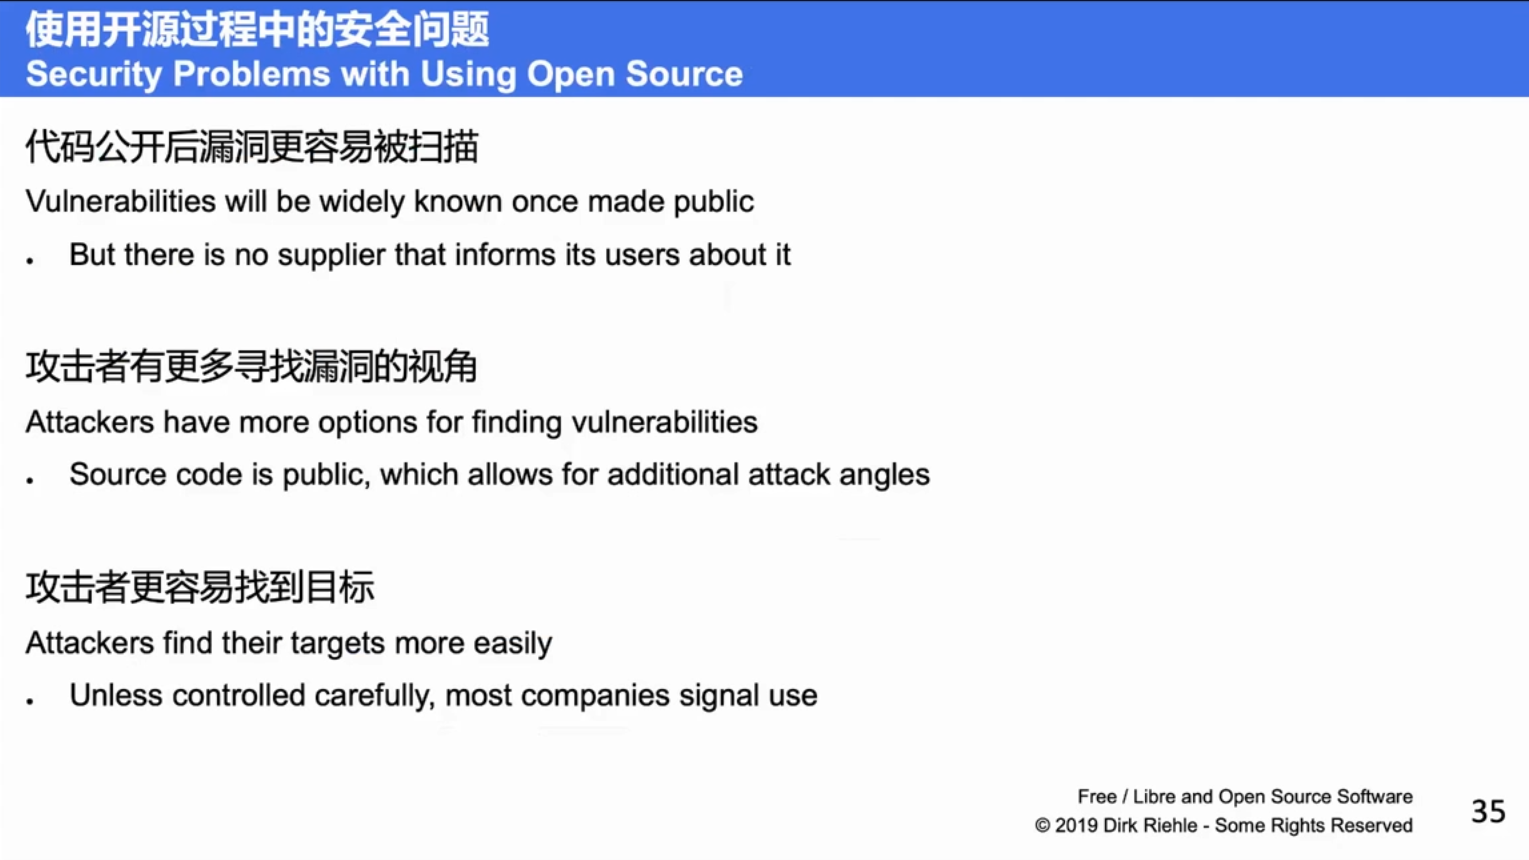 使用开源过程中的安全问题
Security Problems with Using Open Source
代码公开后漏洞更容易被扫描
Vulnerabilities will be widely known once made public
• But there is no supplier that informs its users about it
攻击者有更多寻找漏洞的视角
Attackers have more options for finding vulnerabilities
• Source code is public, which allows for additional attack angles
攻击者更容易找到目标
Attackers find their targets more easily
• Unless controlled carefully, most companies signal use
Free / Libre and Open Source Software
© 2019 Dirk Riehle - Some Rights Reserved
35